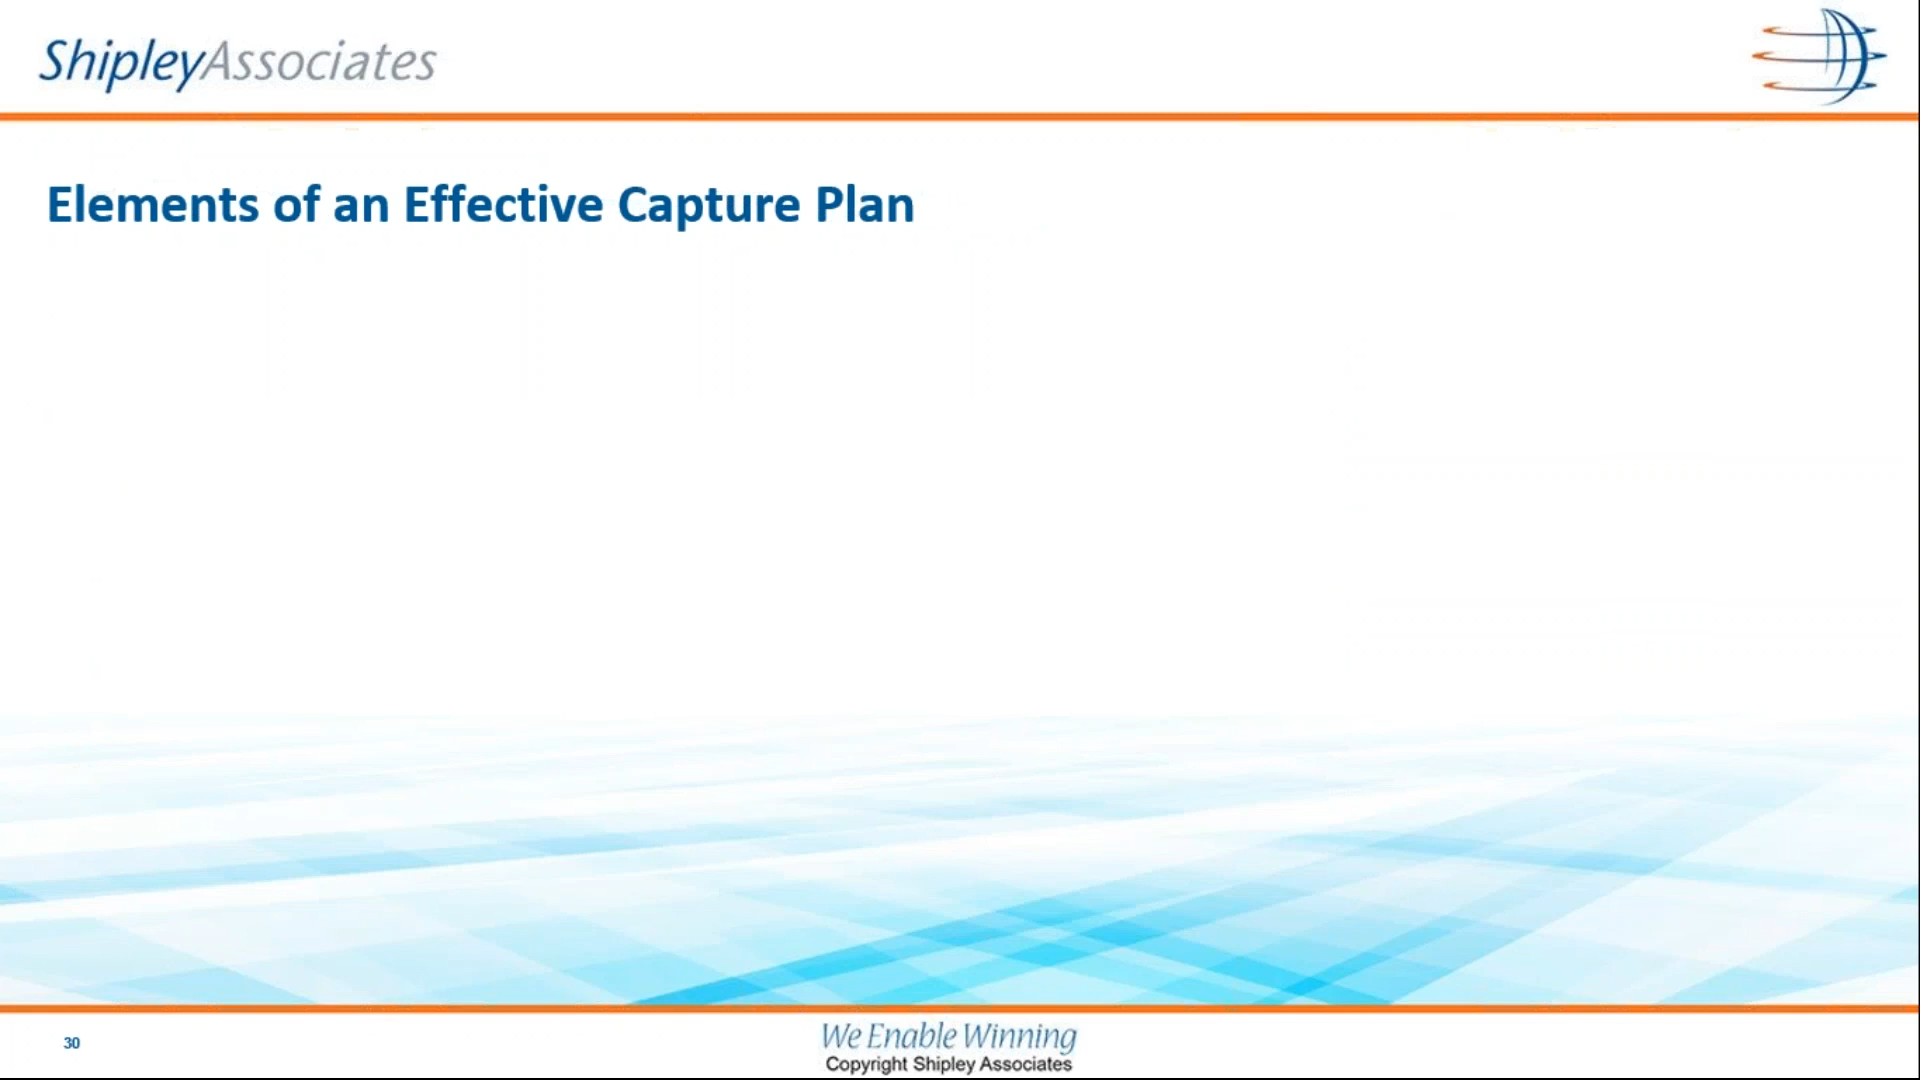 ShipleyAssociates
Elements of an Effective Capture Plan
30
We Enable Winning
Copyright Shipley Associates